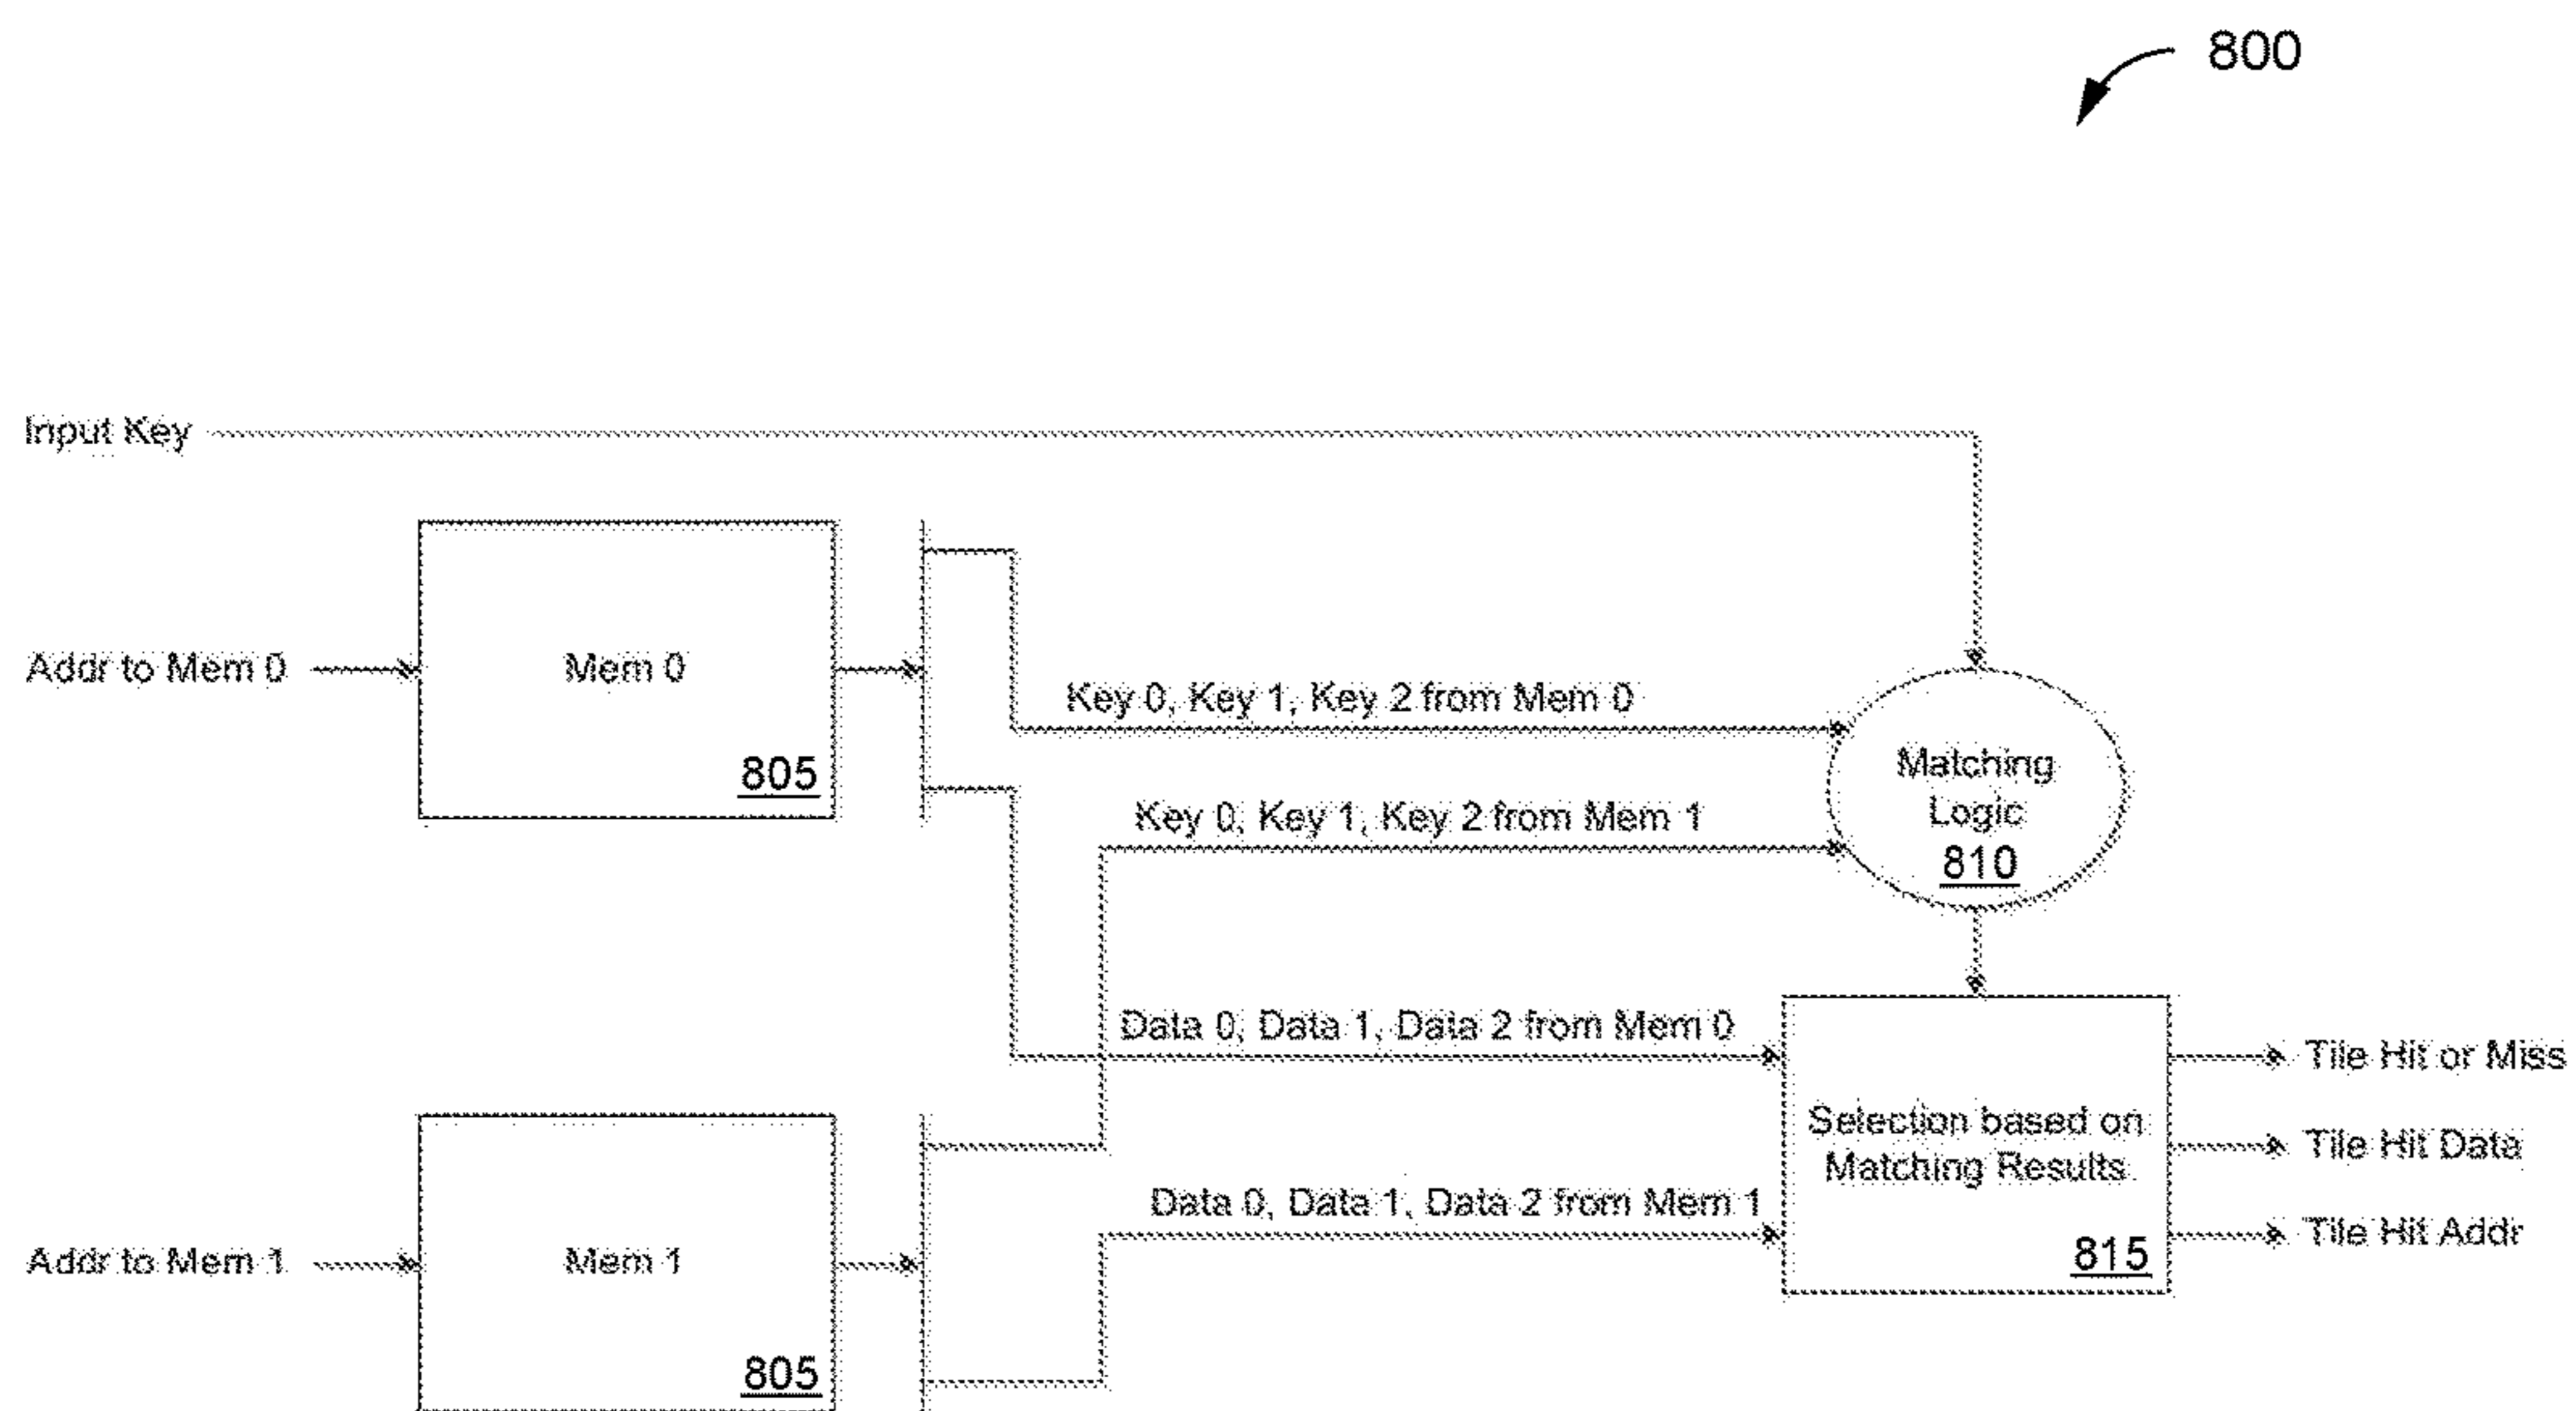 800
Input Key
Addr to Mem 0
Mem 0
805
Key 0, Key 1, Key 2 from Mem 0
Key 0, Key 1, Key 2 from Mem 1
Matching
Logic
810
Data 0, Data 1, Data 2 from Mem 0
Data 0, Data 1, Data 2 from Mem 1
Addr to Mem 1
Mem 1
805
Selection based on
Matching Results
815
Tile Hit or Miss
Tile Hit Data
Tile Hit Addr